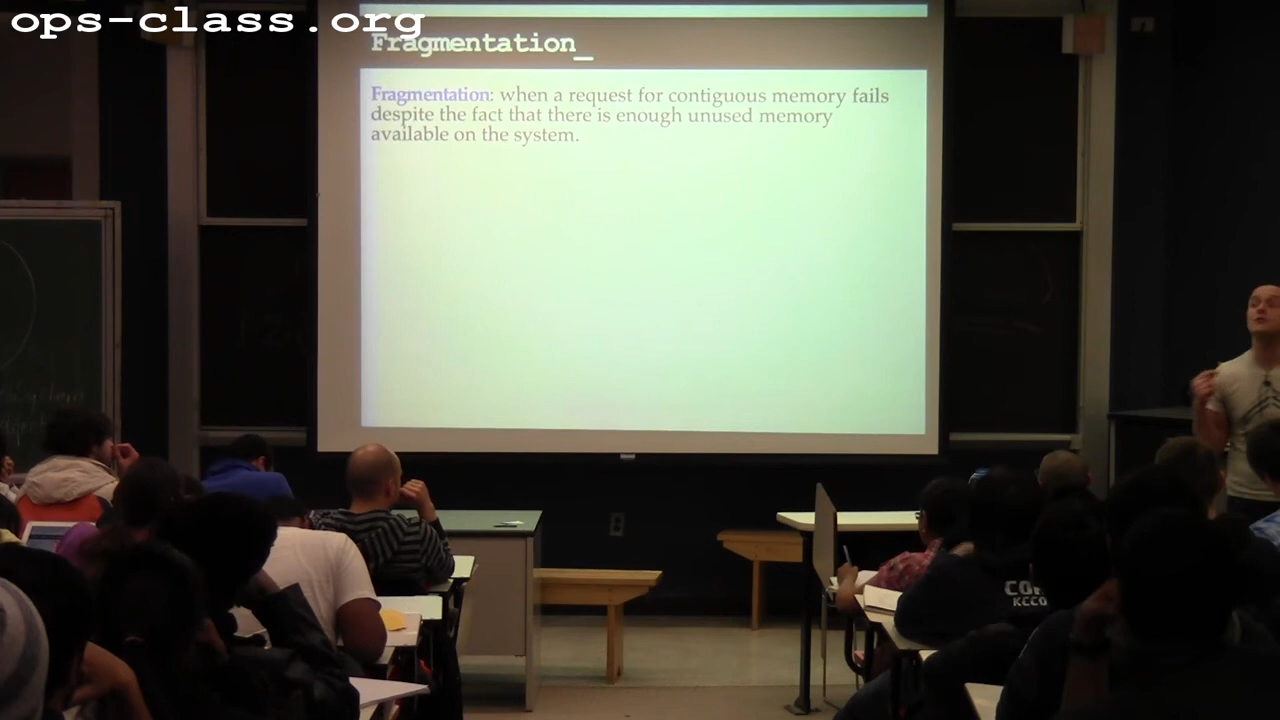 ops-class.org
Fragmentation_
Fragmentation: when a request for contiguous memory fails
despite the fact that there is enough unused memory
available on the system.
KCCO